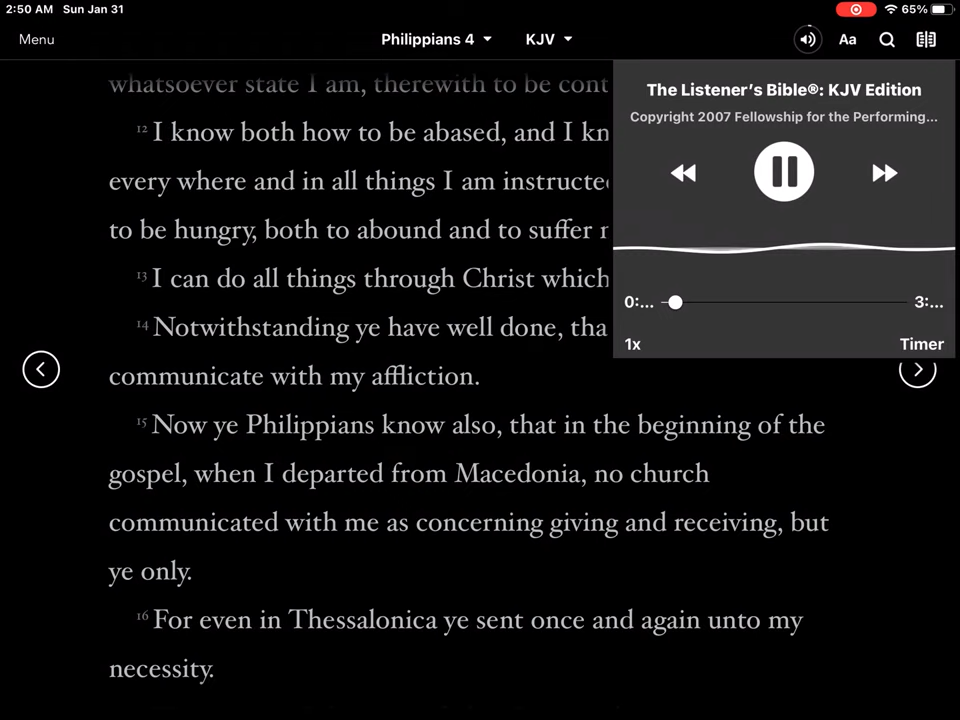 2:50 AM Sun Jan 31
65%
Menu
Philippians 4
KJV
Aa
whatsoever state I am, therewith to be cont
12 I know both how to be abased, and I kn
every where and in all things I am instructe
to be hungry, both to abound and to suffer
13 I can do all things through Christ which
14 Notwithstanding ye have well done, tha
communicate with my affliction.
15 Now ye Philippians know also, that in the beginning of the
gospel, when I departed from Macedonia, no church
communicated with me as concerning giving and receiving, but
ye only.
16 For even in Thessalonica ye sent once and again unto my
necessity.
The Listener's Bible®: KJV Edition
Copyright 2007 Fellowship for the Performing...
0:...
3:...
1x
Timer